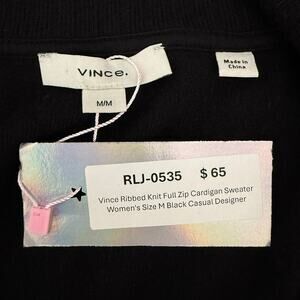 VINCE.
Made in
China
M/M
RLJ-0535 $65
Vince Ribbed Knit Full Zip Cardigan Sweater
Women's Size M Black Casual Designer